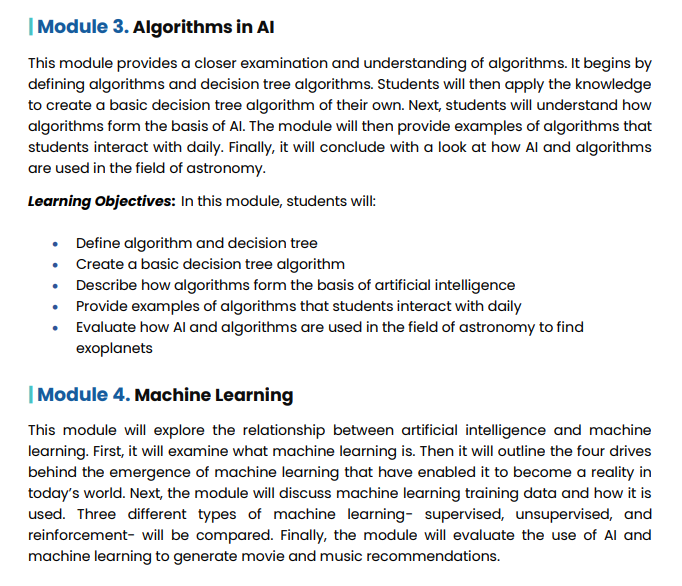 Module 3. Algorithms in AI
This module provides a closer examination and understanding of algorithms. It begins by
defining algorithms and decision tree algorithms. Students will then apply the knowledge
to create a basic decision tree algorithm of their own. Next, students will understand how
algorithms form the basis of AI. The module will then provide examples of algorithms that
students interact with daily. Finally, it will conclude with a look at how AI and algorithms
are used in the field of astronomy.
Learning Objectives: In this module, students will:
• Define algorithm and decision tree
• Create a basic decision tree algorithm
• Describe how algorithms form the basis of artificial intelligence
• Provide examples of algorithms that students interact with daily
• Evaluate how AI and algorithms are used in the field of astronomy to find
exoplanets
Module 4. Machine Learning
This module will explore the relationship between artificial intelligence and machine
learning. First, it will examine what machine learning is. Then it will outline the four drives
behind the emergence of machine learning that have enabled it to become a reality in
today's world. Next, the module will discuss machine learning training data and how it is
used. Three different types of machine learning- supervised, unsupervised, and
reinforcement- will be compared. Finally, the module will evaluate the use of AI and
machine learning to generate movie and music recommendations.